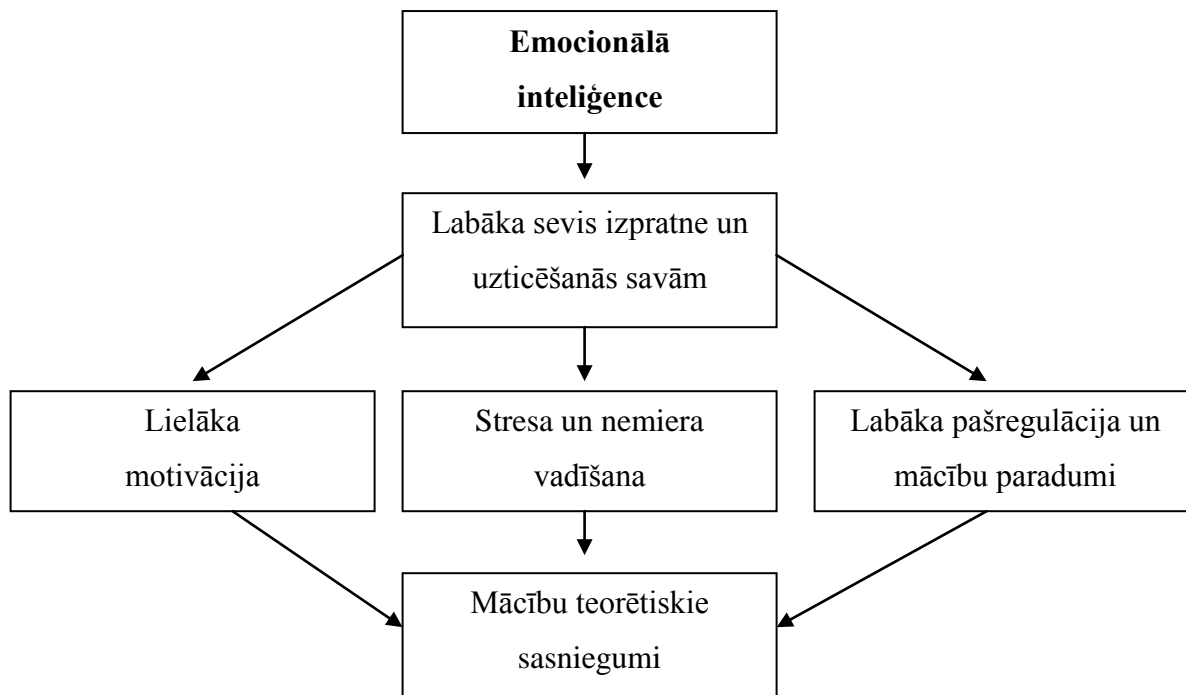 Emocionālā
inteliģence
Labāka sevis izpratne un
uzticēšanās savām
Lielāka
motivācija
Stresa un nemiera
vadīšana
Labāka pašregulācija un
mācību paradumi
Mācību teorētiskie
sasniegumi